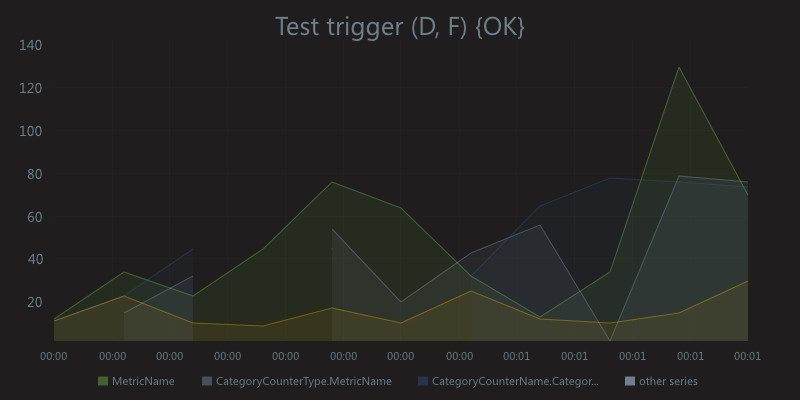 Test trigger (D, F) {OK}
140
120
100
80
60
40
20
00:00 00:00 00:00 00:00 00:00 00:00 00:00 00:00 00:01 00:01 00:01 00:01 00:01
MetricName CategoryCounterType.MetricName CategoryCounterName.Categor... other series